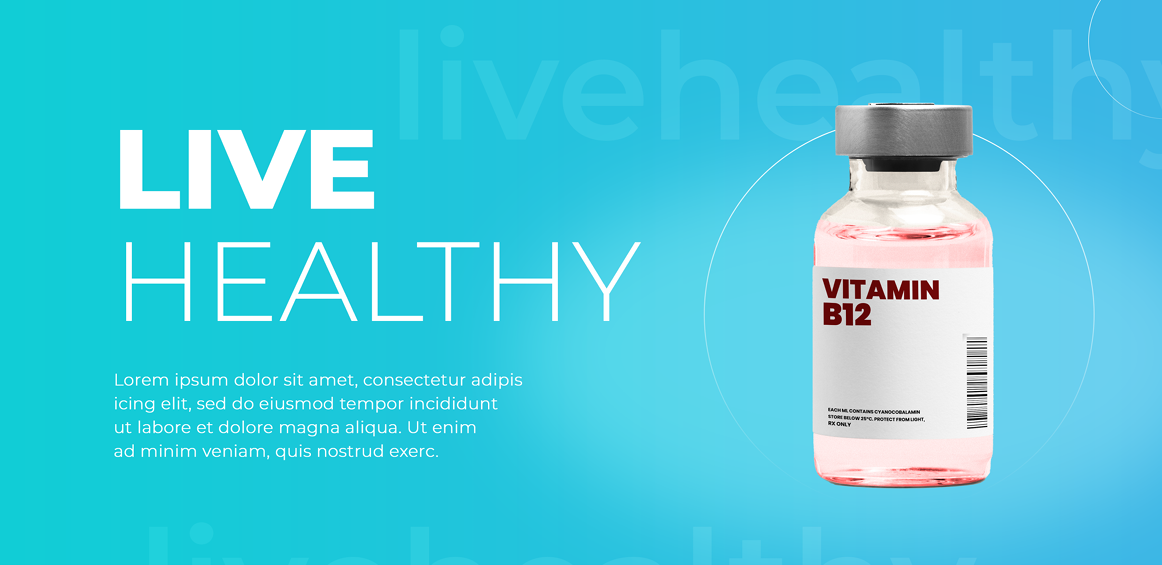 livehealthy
LIVE
HEALTHY
Lorem ipsum dolor sit amet, consectetur adipis
icing elit, sed do eiusmod tempor incididunt
ut labore et dolore magna aliqua. Ut enim
ad minim veniam, quis nostrud exerc.
VITAMIN
B12
EACH ML CONTAINS CYANOCOBALAMIN
STORE BELOW 25°C. PROTECT FROM LIGHT,
RX ONLY
livehealthy